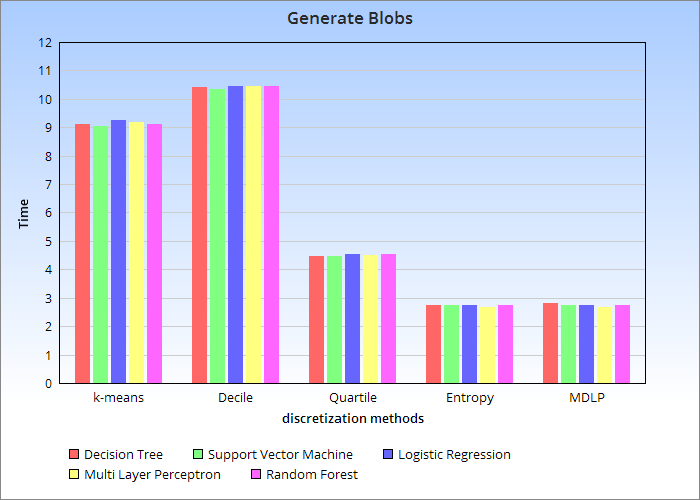 Generate Blobs
12
11
10
9
8
7
6
5
4
3
2
1
0
Time
k-means Decile Quartile Entropy MDLP
discretization methods
Decision Tree Support Vector Machine Logistic Regression
Multi Layer Perceptron Random Forest